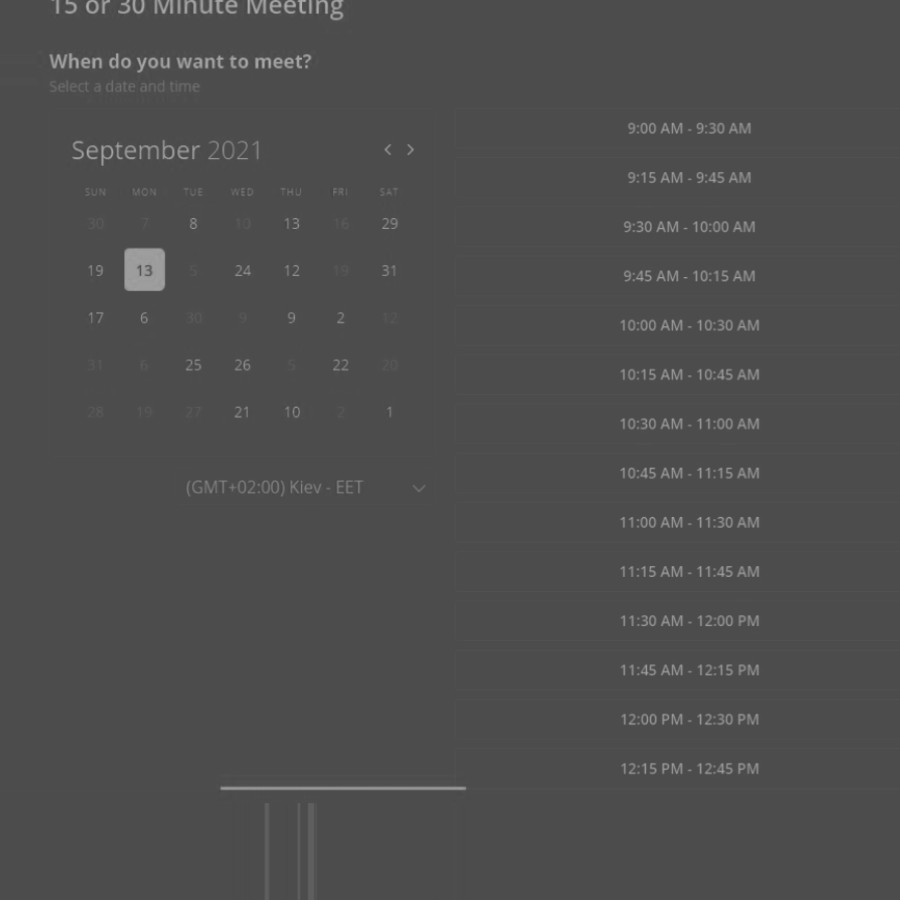 15 or 30 Minute Meeting
When do you want to meet?
Select a date and time
September 2021
SUN MON TUE WED THU FRI SAT
30 7 8 10 13 16 29
19 13 5 24 12 19 31
17 6 30 9 9 2 12
31 6 25 26 5 22 20
28 19 27 21 10 2 1
(GMT+02:00) Kiev - EET
9:00 AM - 9:30 AM
9:15 AM - 9:45 AM
9:30 AM - 10:00 AM
9:45 AM - 10:15 AM
10:00 AM - 10:30 AM
10:15 AM - 10:45 AM
10:30 AM - 11:00 AM
10:45 AM - 11:15 AM
11:00 AM - 11:30 AM
11:15 AM - 11:45 AM
11:30 AM - 12:00 PM
11:45 AM - 12:15 PM
12:00 PM - 12:30 PM
12:15 PM - 12:45 PM